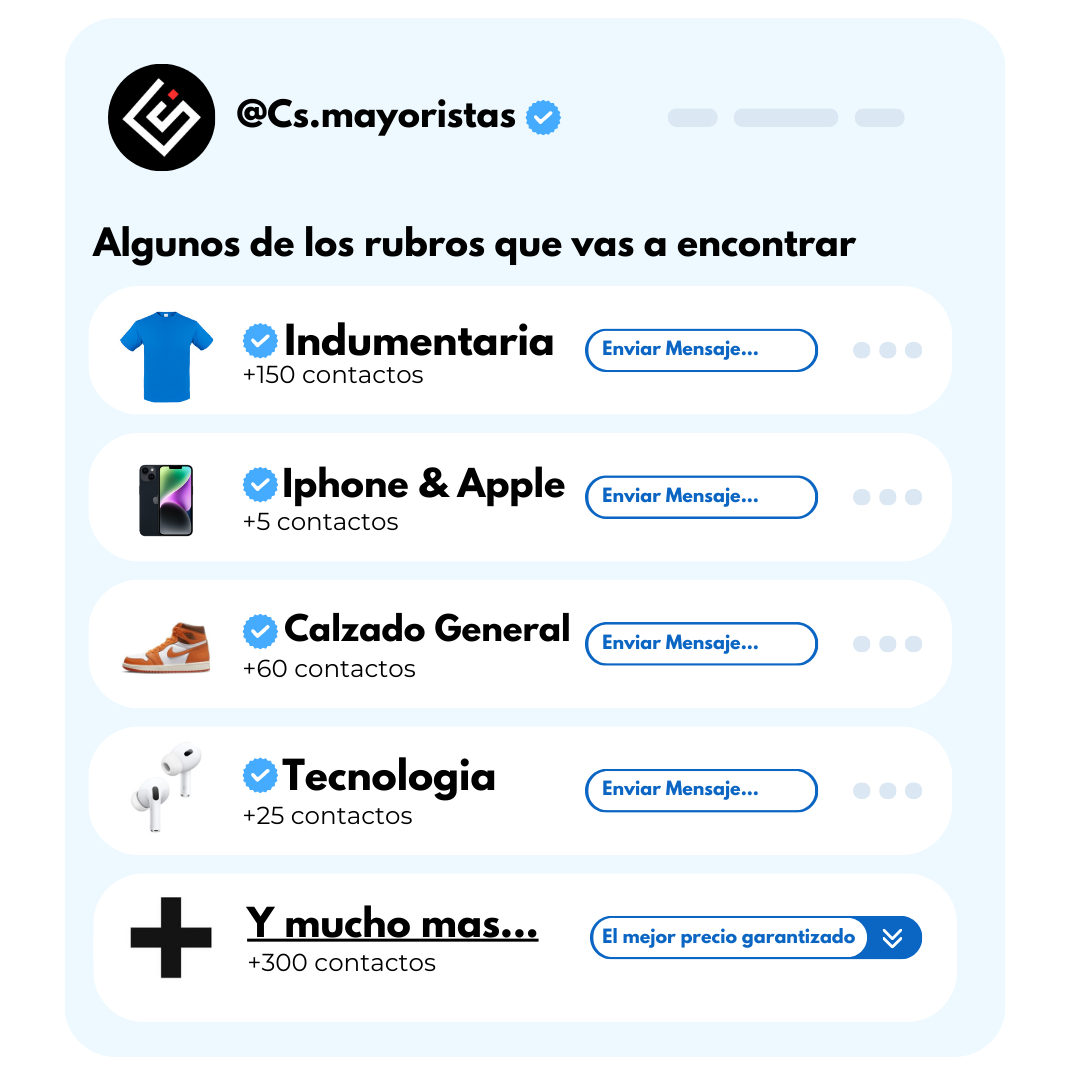 @Cs.mayoristas
Algunos de los rubros que vas a encontrar
Indumentaria
+150 contactos
Enviar Mensaje...
Iphone & Apple
+5 contactos
Enviar Mensaje...
Calzado General
+60 contactos
Enviar Mensaje...
Tecnologia
+25 contactos
Enviar Mensaje...
Y mucho mas...
+300 contactos
El mejor precio garantizado